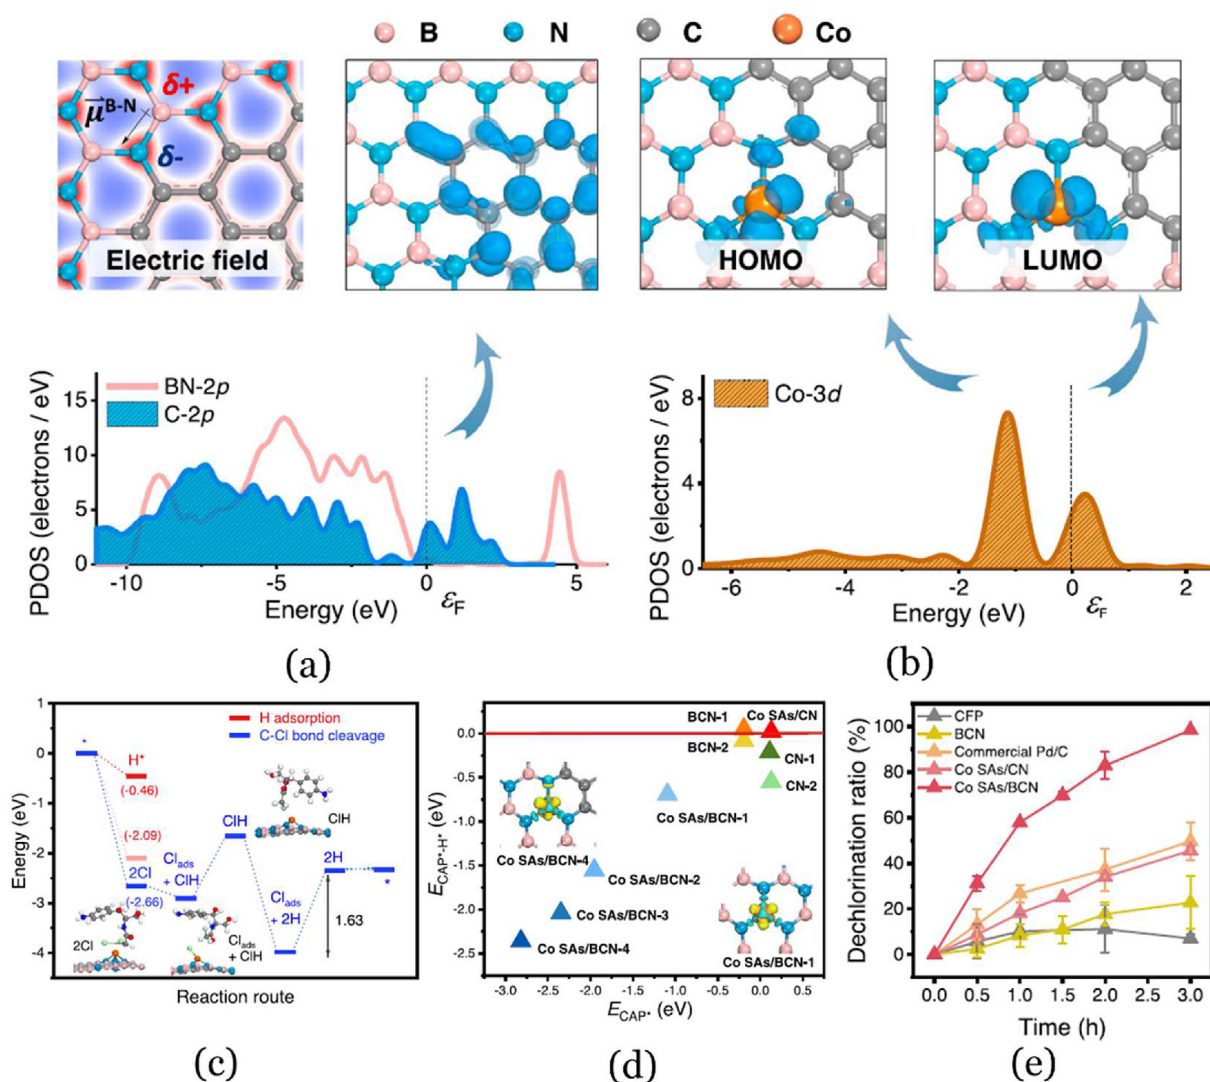 B N C Co
δ+
μ⃗ᴮ⁻ᴺ
δ-
Electric field
HOMO
LUMO
BN-2p
C-2p
PDOS (electrons / eV)
15
10
5
0
-10 -5 0 5
Energy (eV)
εF
(a)
Co-3d
PDOS (electrons / eV)
8
4
0
-6 -4 -2 0 2
Energy (eV)
εF
(b)
H adsorption
C-Cl bond cleavage
Energy (eV)
1
0
-1
-2
-3
-4
*
H*
(-0.46)
(-2.09)
2Cl
(-2.66)
Clads
+ ClH
ClH
ClH
2H
*
Clads
+ 2H
1.63
2Cl
Clads
+ ClH
Reaction route
(c)
ECAP*-H* (eV)
0.0
-0.5
-1.0
-1.5
-2.0
-2.5
BCN-1
Co SAs/CN
BCN-2
CN-1
CN-2
Co SAs/BCN-1
Co SAs/BCN-4
Co SAs/BCN-2
Co SAs/BCN-3
Co SAs/BCN-4
Co SAs/BCN-1
-3.0 -2.5 -2.0 -1.5 -1.0 -0.5 0.0 0.5
ECAP* (eV)
(d)
CFP
BCN
Commercial Pd/C
Co SAs/CN
Co SAs/BCN
Dechlorination ratio (%)
100
80
60
40
20
0
0.0 0.5 1.0 1.5 2.0 3.0
Time (h)
(e)